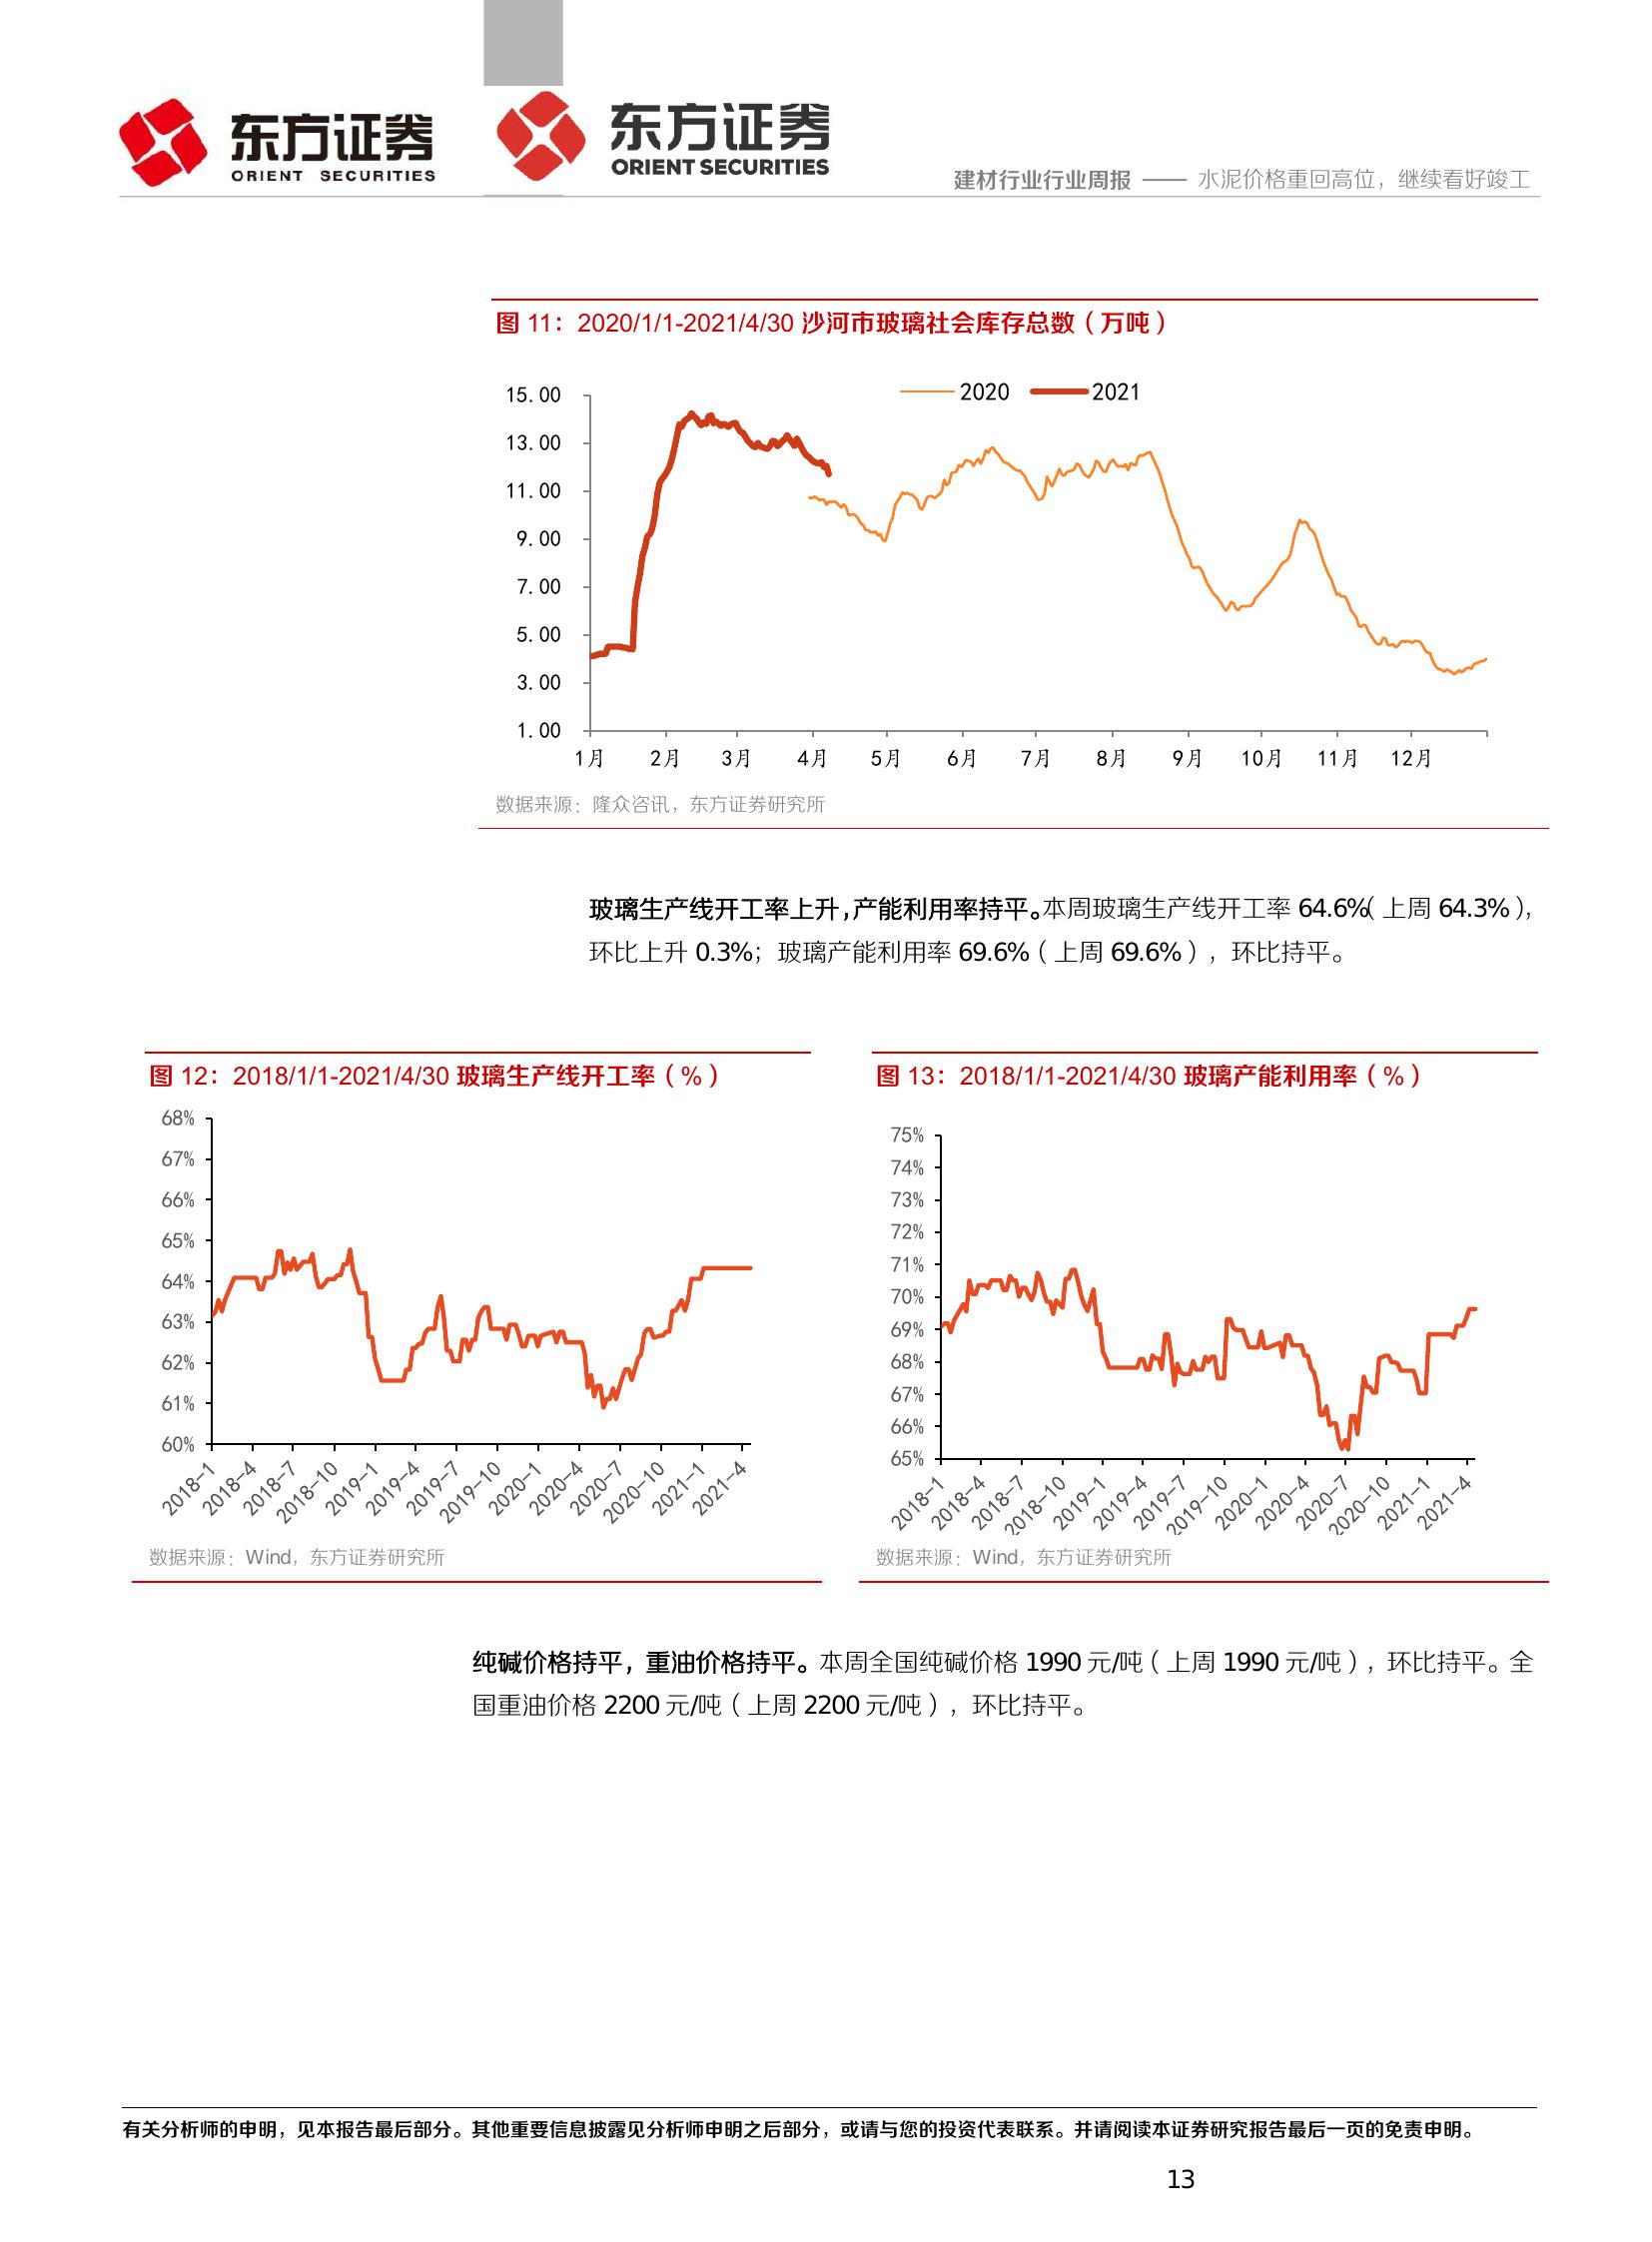 东方证券
ORIENT SECURITIES
东方证券
ORIENT SECURITIES
建材行业行业周报 —— 水泥价格重回高位，继续看好竣工
图 11：2020/1/1-2021/4/30 沙河市玻璃社会库存总数（万吨）
2020 2021
15.00
13.00
11.00
9.00
7.00
5.00
3.00
1.00
1月 2月 3月 4月 5月 6月 7月 8月 9月 10月 11月 12月
数据来源：隆众咨讯，东方证券研究所
玻璃生产线开工率上升，产能利用率持平。本周玻璃生产线开工率 64.6%（上周 64.3%），
环比上升 0.3%；玻璃产能利用率 69.6%（上周 69.6%），环比持平。
图 12：2018/1/1-2021/4/30 玻璃生产线开工率（%）
68%
67%
66%
65%
64%
63%
62%
61%
60%
2018-1 2018-4 2018-7 2018-10 2019-1 2019-4 2019-7 2019-10 2020-1 2020-4 2020-7 2020-10 2021-1 2021-4
数据来源：Wind，东方证券研究所
图 13：2018/1/1-2021/4/30 玻璃产能利用率（%）
75%
74%
73%
72%
71%
70%
69%
68%
67%
66%
65%
2018-1 2018-4 2018-7 2018-10 2019-1 2019-4 2019-7 2019-10 2020-1 2020-4 2020-7 2020-10 2021-1 2021-4
数据来源：Wind，东方证券研究所
纯碱价格持平，重油价格持平。本周全国纯碱价格 1990 元/吨（上周 1990 元/吨），环比持平。全
国重油价格 2200 元/吨（上周 2200 元/吨），环比持平。
有关分析师的申明，见本报告最后部分。其他重要信息披露见分析师申明之后部分，或请与您的投资代表联系。并请阅读本证券研究报告最后一页的免责申明。
13